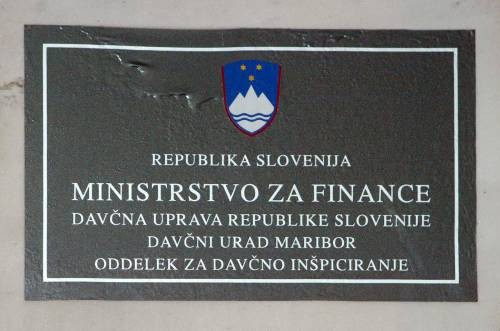 REPUBLIKA SLOVENIJA
MINISTRSTVO ZA FINANCE
DAVČNA UPRAVA REPUBLIKE SLOVENIJE
DAVČNI URAD MARIBOR
ODDELEK ZA DAVČNO INŠPICIRANJE